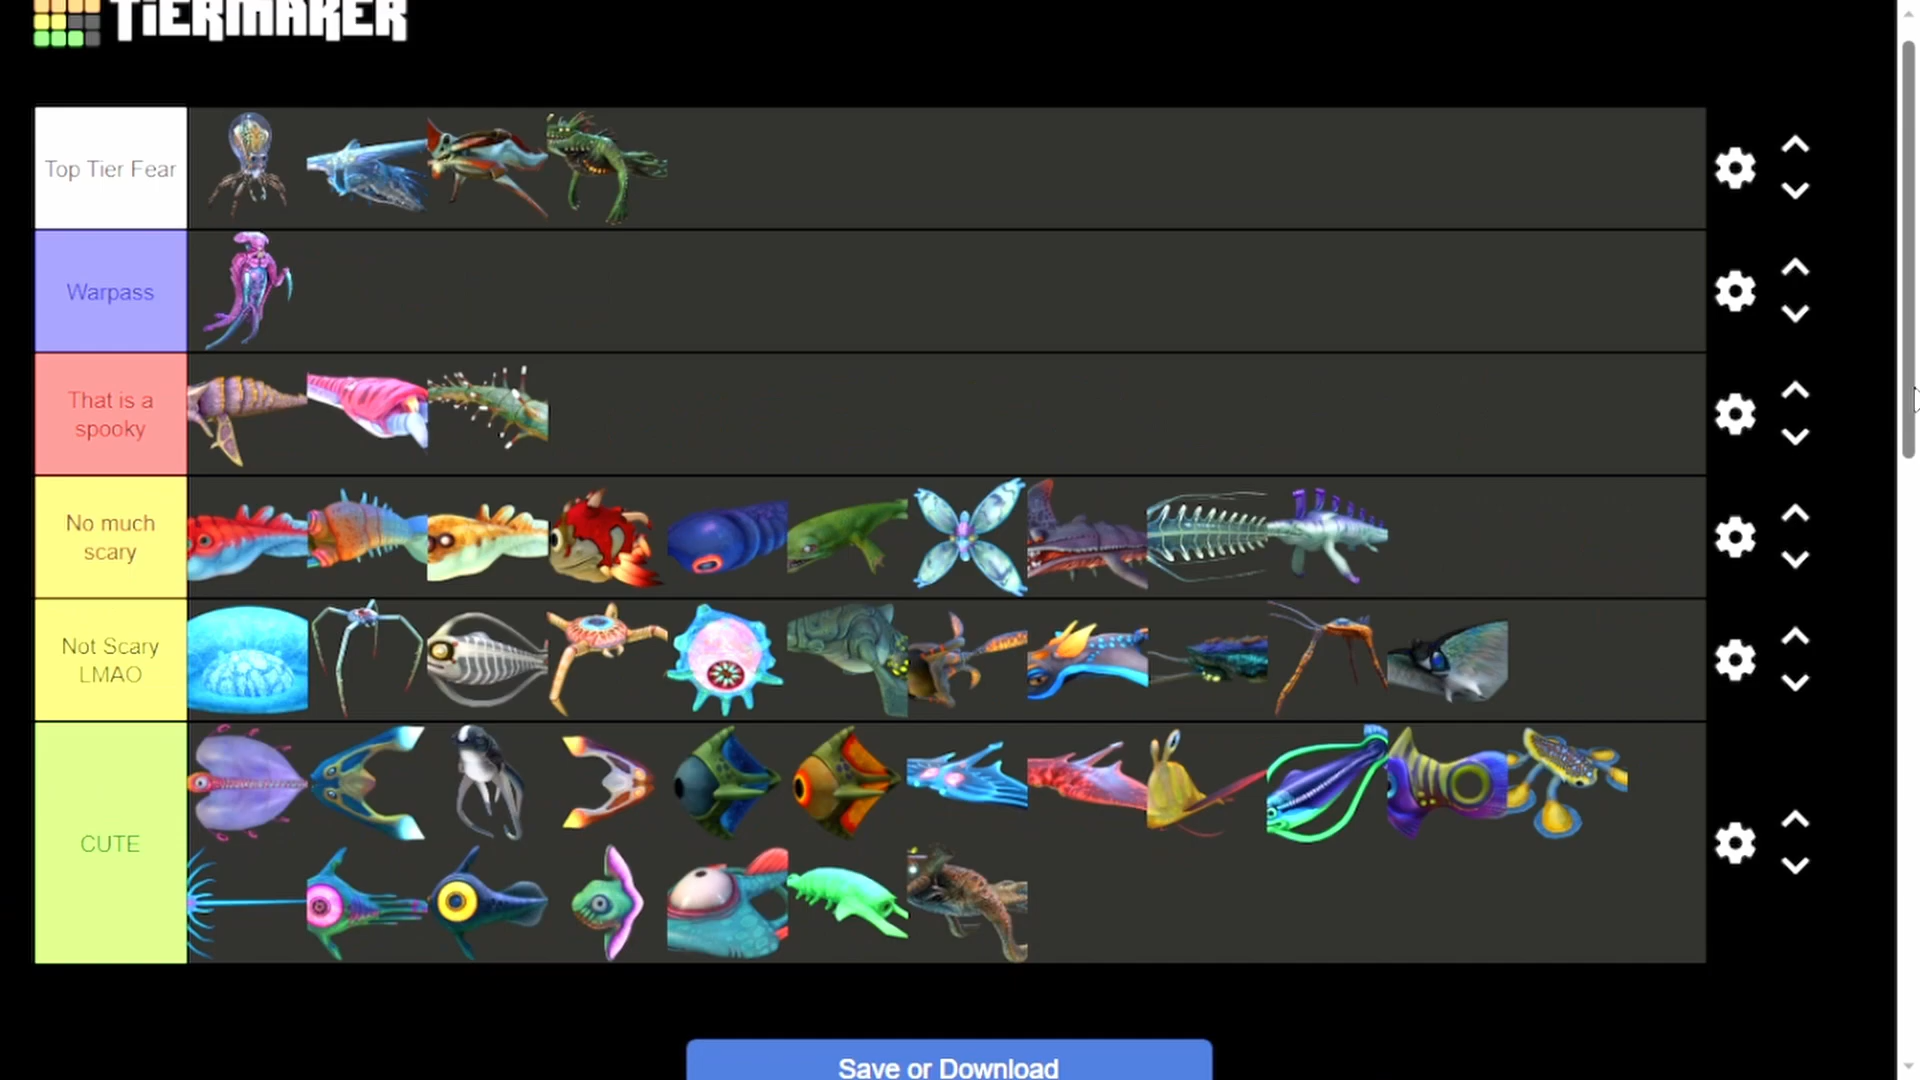 TiERMAKER
Top Tier Fear
Warpass
That is a
spooky
No much
scary
Not Scary
LMAO
CUTE
Save or Download